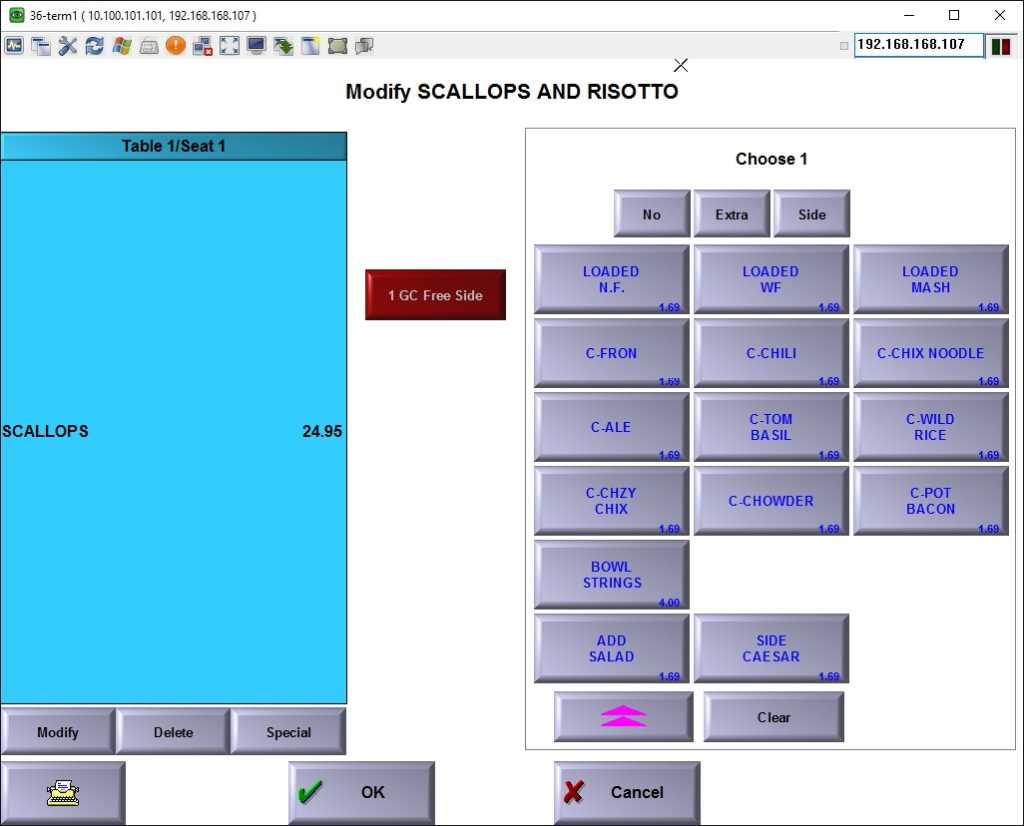 36-term1 ( 10.100.101.101, 192.168.168.107 )
192.168.168.107
Modify SCALLOPS AND RISOTTO
Table 1/Seat 1
SCALLOPS 24.95
1 GC Free Side
Choose 1
No Extra Side
LOADED
N.F.
1.69
LOADED
WF
1.69
LOADED
MASH
1.69
C-FRON
1.69
C-CHILI
1.69
C-CHIX NOODLE
1.69
C-ALE
1.69
C-TOM
BASIL
1.69
C-WILD
RICE
1.69
C-CHZY
CHIX
1.69
C-CHOWDER
1.69
C-POT
BACON
1.69
BOWL
STRINGS
4.00
ADD
SALAD
1.69
SIDE
CAESAR
1.69
Clear
Modify Delete Special
OK Cancel